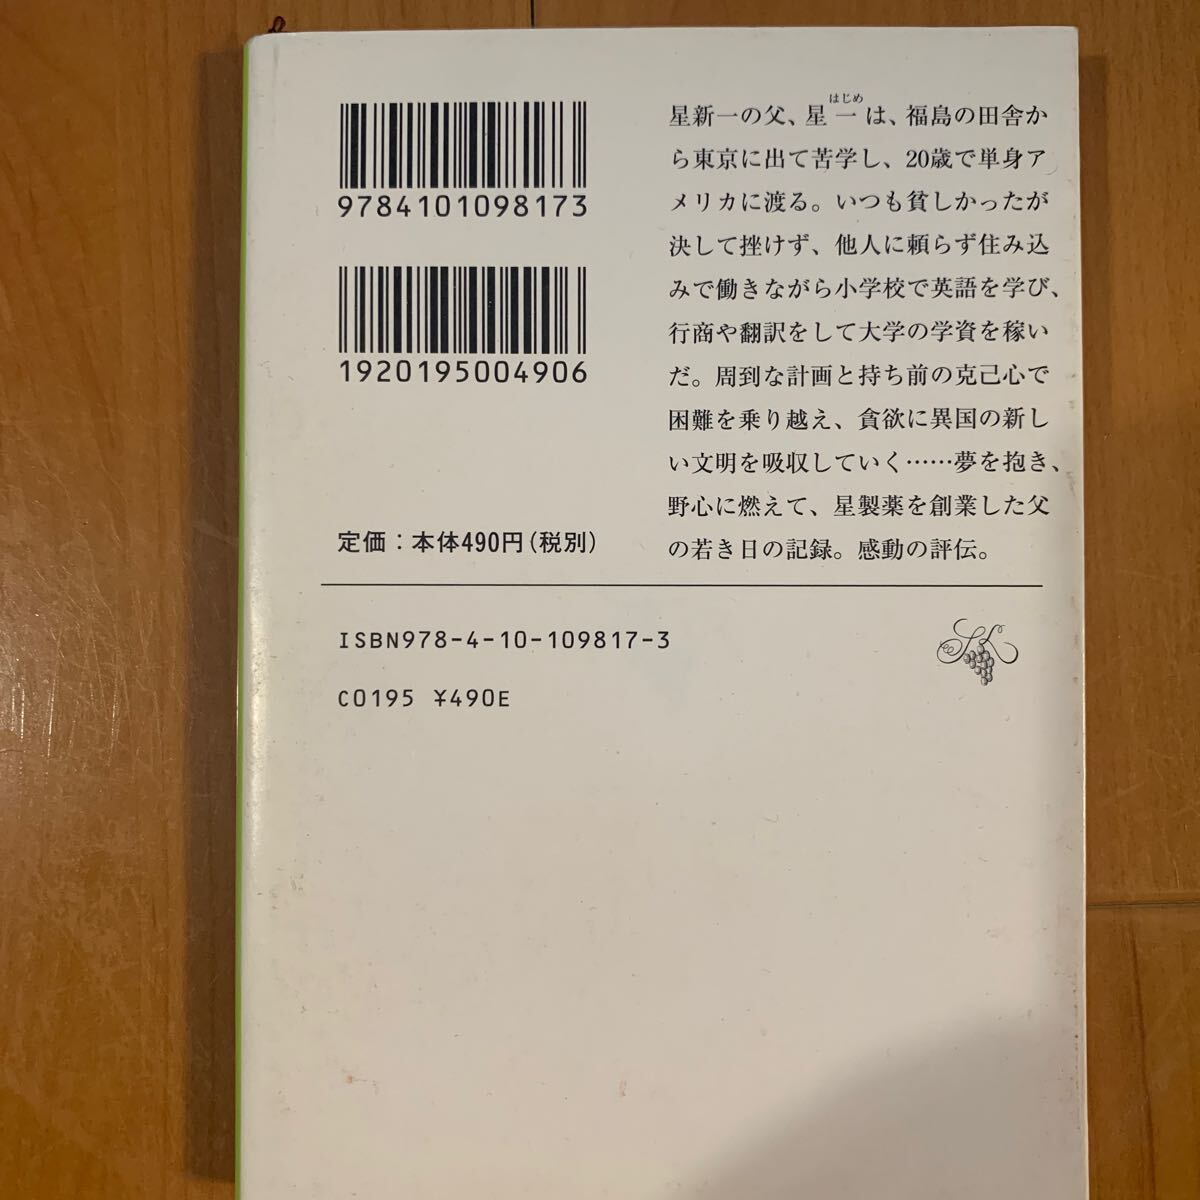 9784101098173
1920195004906
定価：本体490円(税別)
星新一の父、星一は、福島の田舎か
はじめ
ら東京に出て苦学し、20歳で単身ア
メリカに渡る。いつも貧しかったが
決して挫けず、他人に頼らず住み込
みで働きながら小学校で英語を学び、
行商や翻訳をして大学の学資を稼い
だ。周到な計画と持ち前の克己心で
困難を乗り越え、貪欲に異国の新し
い文明を吸収していく……夢を抱き、
野心に燃えて、星製薬を創業した父
の若き日の記録。感動の評伝。
ISBN978-4-10-109817-3
C0195 ¥490E
SK